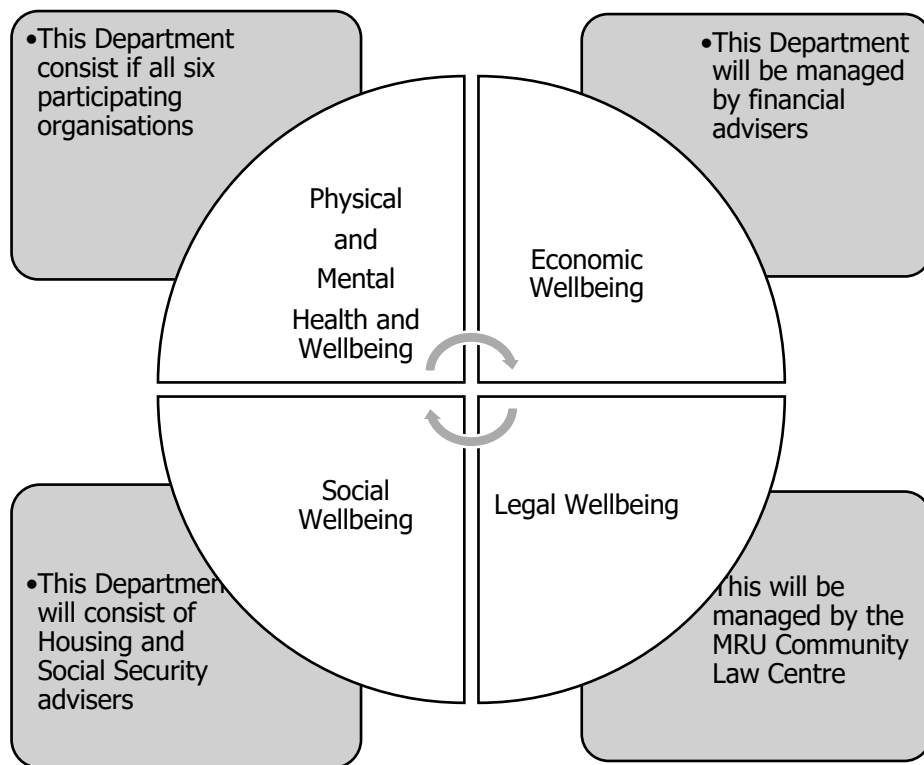 •This Department
consist if all six
participating
organisations
•This Department
will be managed
by financial
advisers
Physical
and
Mental
Health and
Wellbeing
Economic
Wellbeing
Social
Wellbeing
Legal Wellbeing
•This Departmen
will consist of
Housing and
Social Security
advisers
This will be
managed by the
MRU Community
Law Centre